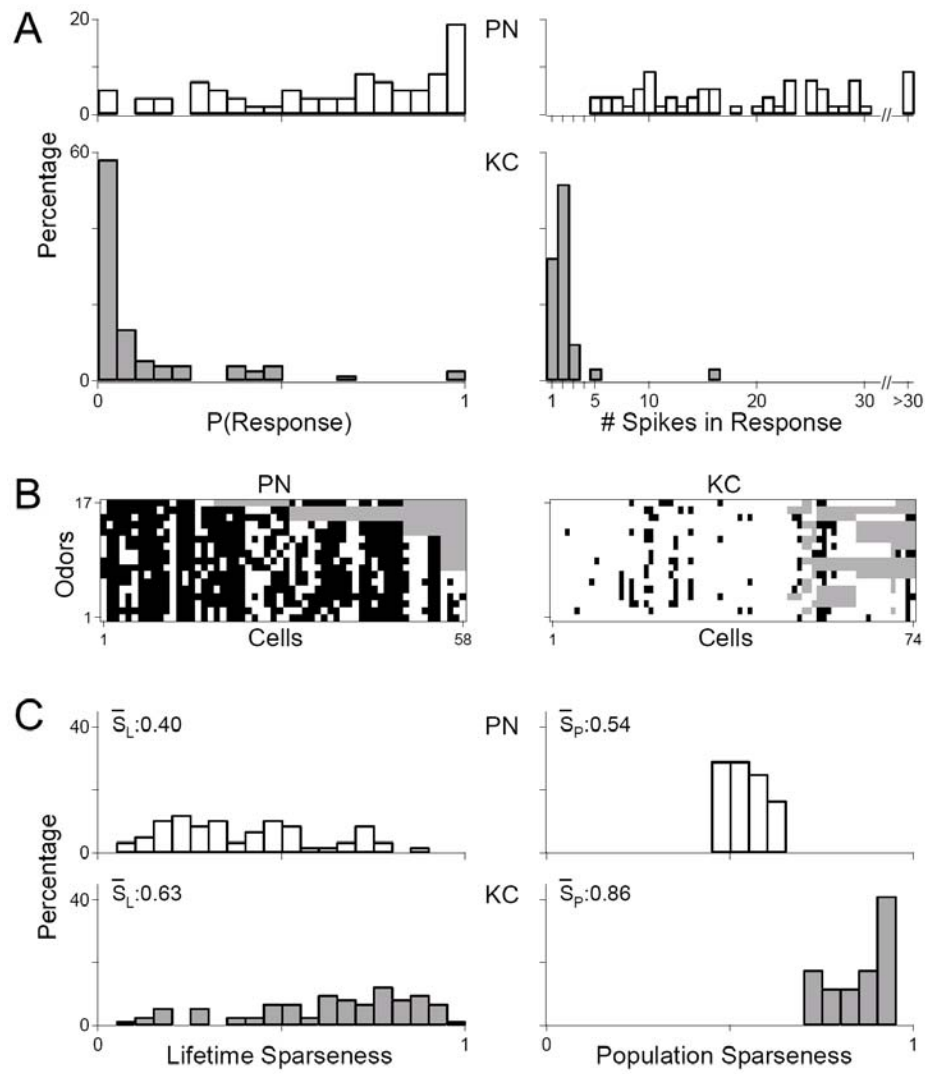 A
20
0
PN
Percentage
60
0
KC
0
1
P(Response)
1
5
10
20
30
//
>30
//
# Spikes in Response
B
PN
KC
17
Odors
1
1
Cells
58
1
Cells
74
C
40
0
S̅L:0.40
PN
S̅P:0.54
Percentage
40
0
S̅L:0.63
KC
S̅P:0.86
0
Lifetime Sparseness
1
0
Population Sparseness
1